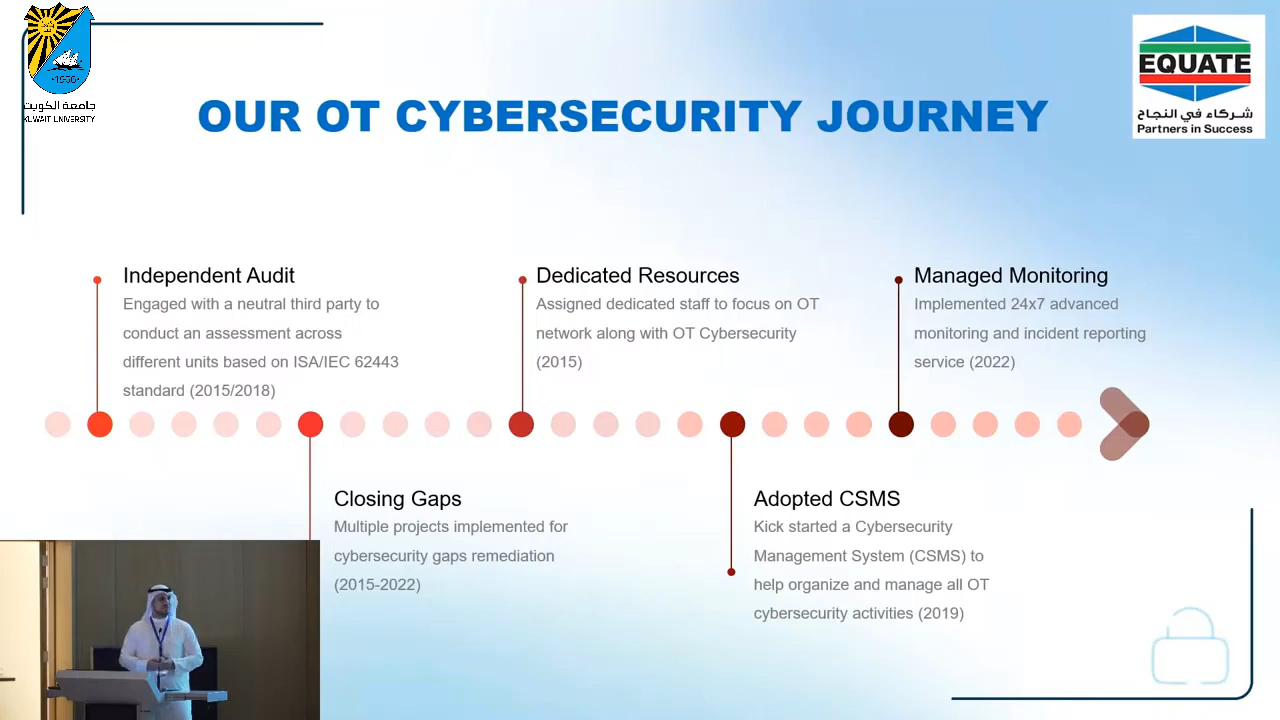 ·1966·
جامعة الكويت
KUWAIT UNIVERSITY
EQUATE
شركاء في النجاح
Partners in Success
OUR OT CYBERSECURITY JOURNEY
Independent Audit
Engaged with a neutral third party to
conduct an assessment across
different units based on ISA/IEC 62443
standard (2015/2018)
Dedicated Resources
Assigned dedicated staff to focus on OT
network along with OT Cybersecurity
(2015)
Managed Monitoring
Implemented 24x7 advanced
monitoring and incident reporting
service (2022)
Closing Gaps
Multiple projects implemented for
cybersecurity gaps remediation
(2015-2022)
Adopted CSMS
Kick started a Cybersecurity
Management System (CSMS) to
help organize and manage all OT
cybersecurity activities (2019)